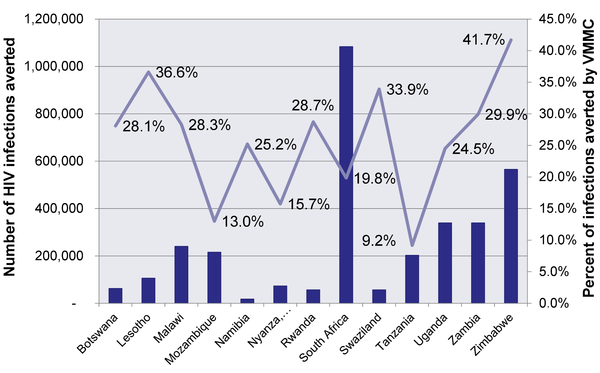 Number of HIV infections averted
1,200,000
1,000,000
800,000
600,000
400,000
200,000
-
45.0%
40.0%
35.0%
30.0%
25.0%
20.0%
15.0%
10.0%
5.0%
0.0%
Percent of infections averted by VMMC
28.1%
36.6%
28.3%
13.0%
25.2%
15.7%
28.7%
19.8%
33.9%
9.2%
24.5%
29.9%
41.7%
Botswana
Lesotho
Malawi
Mozambique
Namibia
Nyanza,...
Rwanda
South Africa
Swaziland
Tanzania
Uganda
Zambia
Zimbabwe